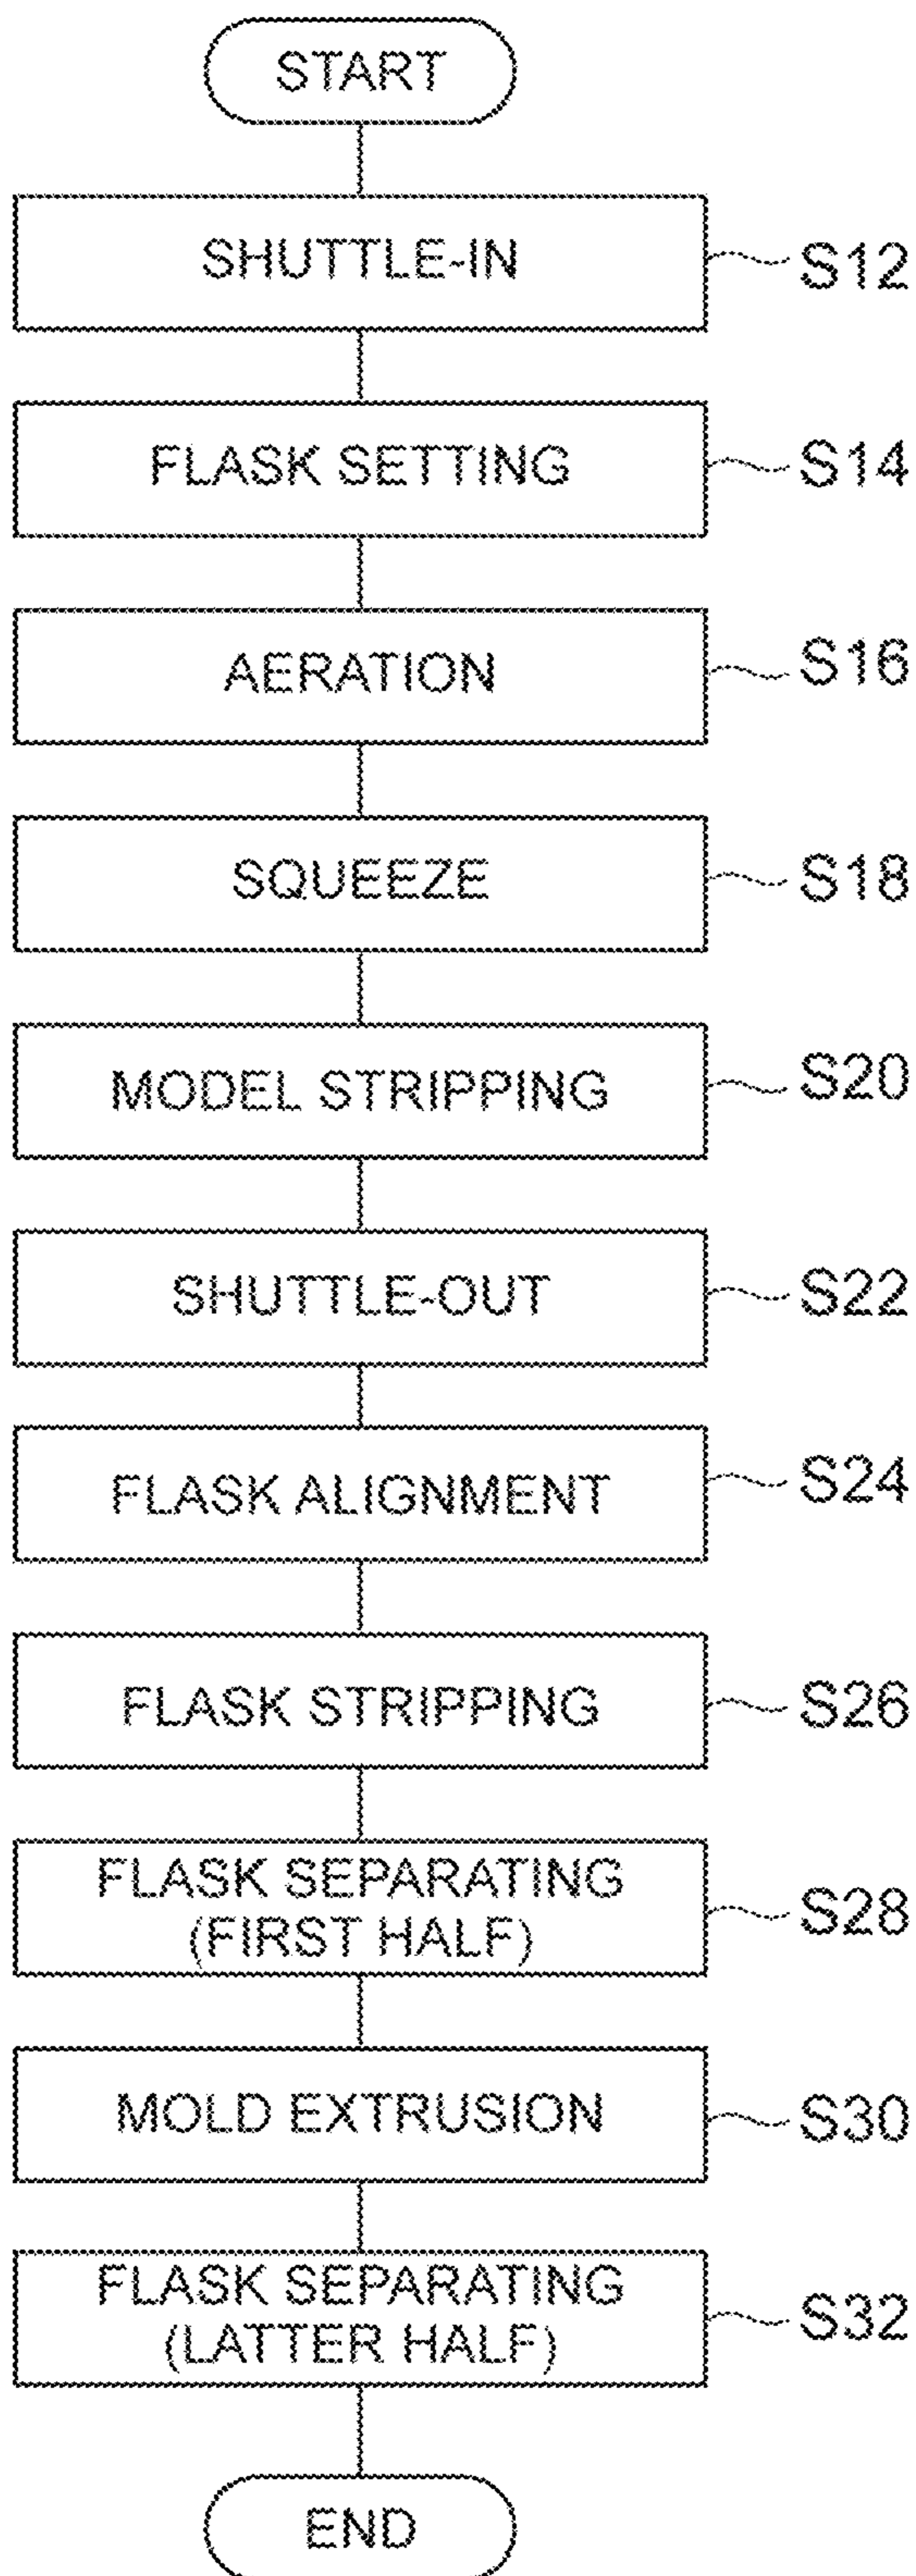 START
SHUTTLE-IN
S12
FLASK SETTING
S14
AERATION
S16
SQUEEZE
S18
MODEL STRIPPING
S20
SHUTTLE-OUT
S22
FLASK ALIGNMENT
S24
FLASK STRIPPING
S26
FLASK SEPARATING
(FIRST HALF)
S28
MOLD EXTRUSION
S30
FLASK SEPARATING
(LATTER HALF)
S32
END